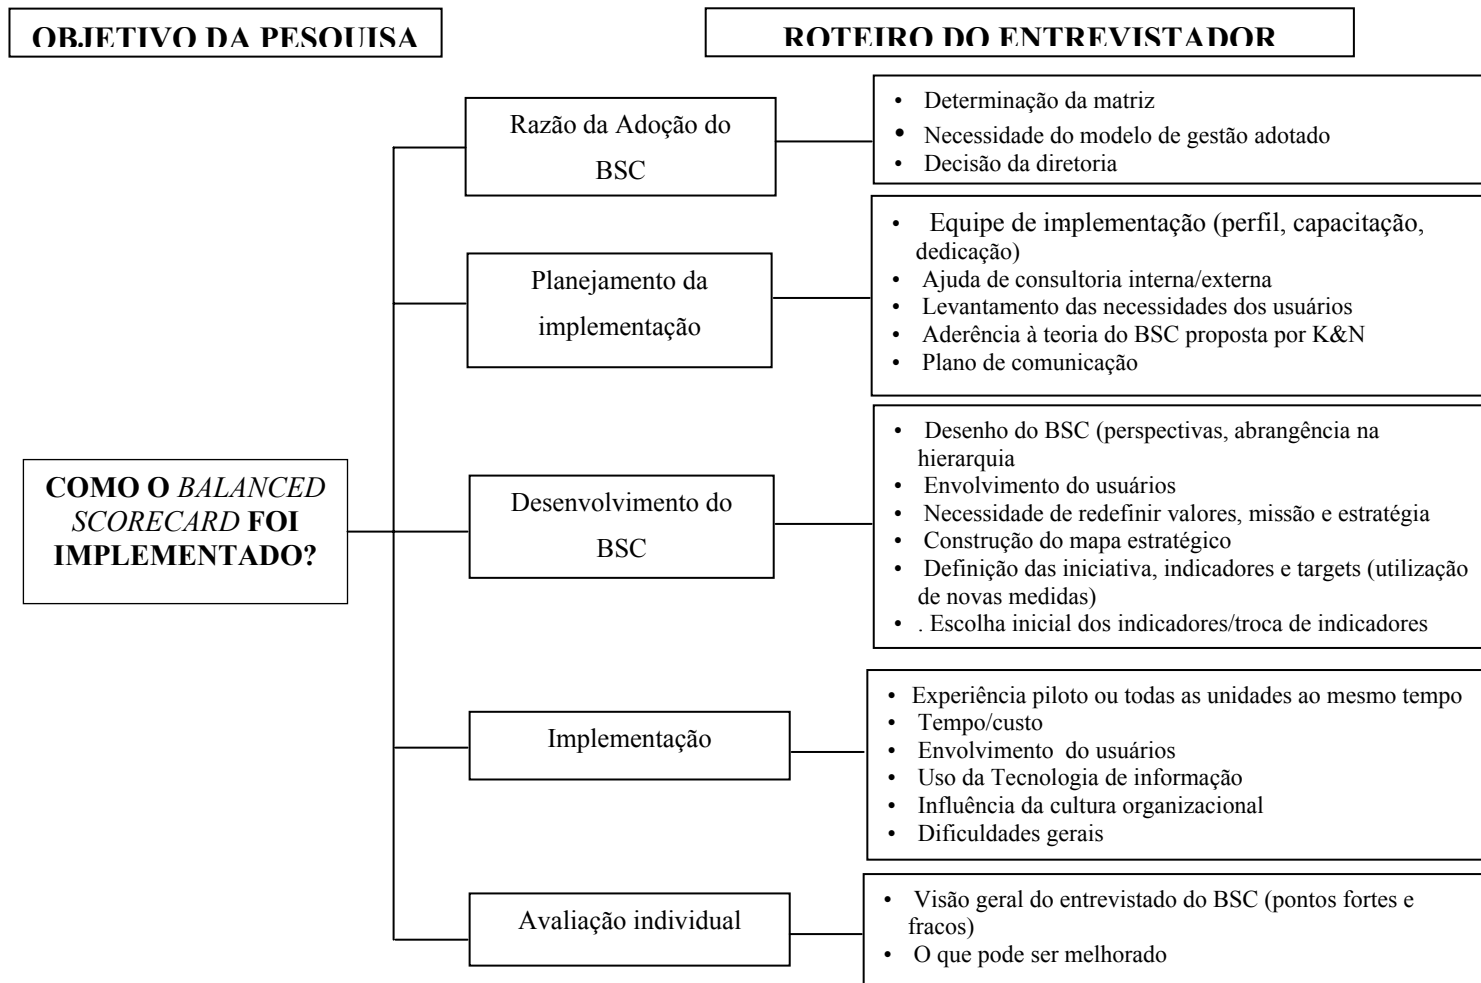 OBJETIVO DA PESQUISA
ROTEIRO DO ENTREVISTADOR
COMO O BALANCED
SCORECARD FOI
IMPLEMENTADO?
Razão da Adoção do
BSC
• Determinação da matriz
• Necessidade do modelo de gestão adotado
• Decisão da diretoria
Planejamento da
implementação
• Equipe de implementação (perfil, capacitação,
dedicação)
• Ajuda de consultoria interna/externa
• Levantamento das necessidades dos usuários
• Aderência à teoria do BSC proposta por K&N
• Plano de comunicação
Desenvolvimento do
BSC
• Desenho do BSC (perspectivas, abrangência na
hierarquia
• Envolvimento do usuários
• Necessidade de redefinir valores, missão e estratégia
• Construção do mapa estratégico
• Definição das iniciativa, indicadores e targets (utilização
de novas medidas)
• . Escolha inicial dos indicadores/troca de indicadores
Implementação
• Experiência piloto ou todas as unidades ao mesmo tempo
• Tempo/custo
• Envolvimento do usuários
• Uso da Tecnologia de informação
• Influência da cultura organizacional
• Dificuldades gerais
Avaliação individual
• Visão geral do entrevistado do BSC (pontos fortes e
fracos)
• O que pode ser melhorado